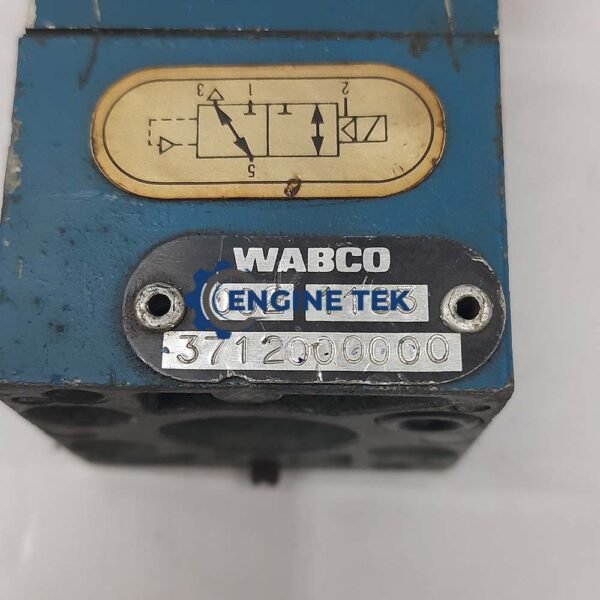 3 1 2
5
WABCO
ENGINE TEK
3712000000